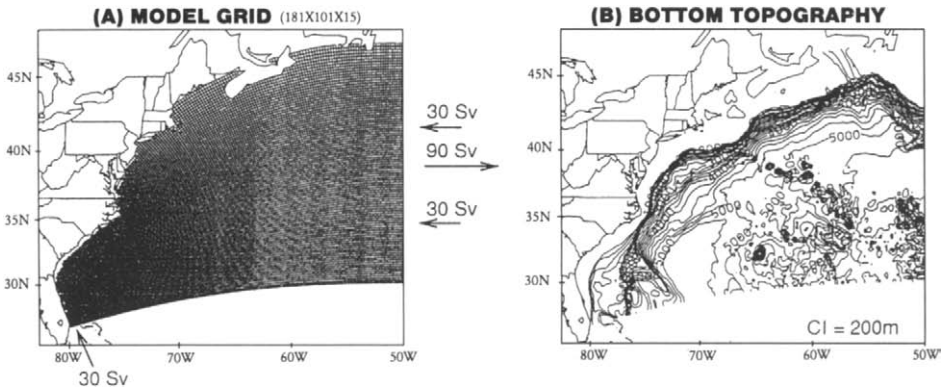 (A) MODEL GRID (181X101X15)
45N
40N
35N
30N
80W
70W
60W
50W
30 Sv
30 Sv
90 Sv
30 Sv
(B) BOTTOM TOPOGRAPHY
45N
40N
35N
30N
5000
5000
CI = 200m
80W
70W
60W
50W